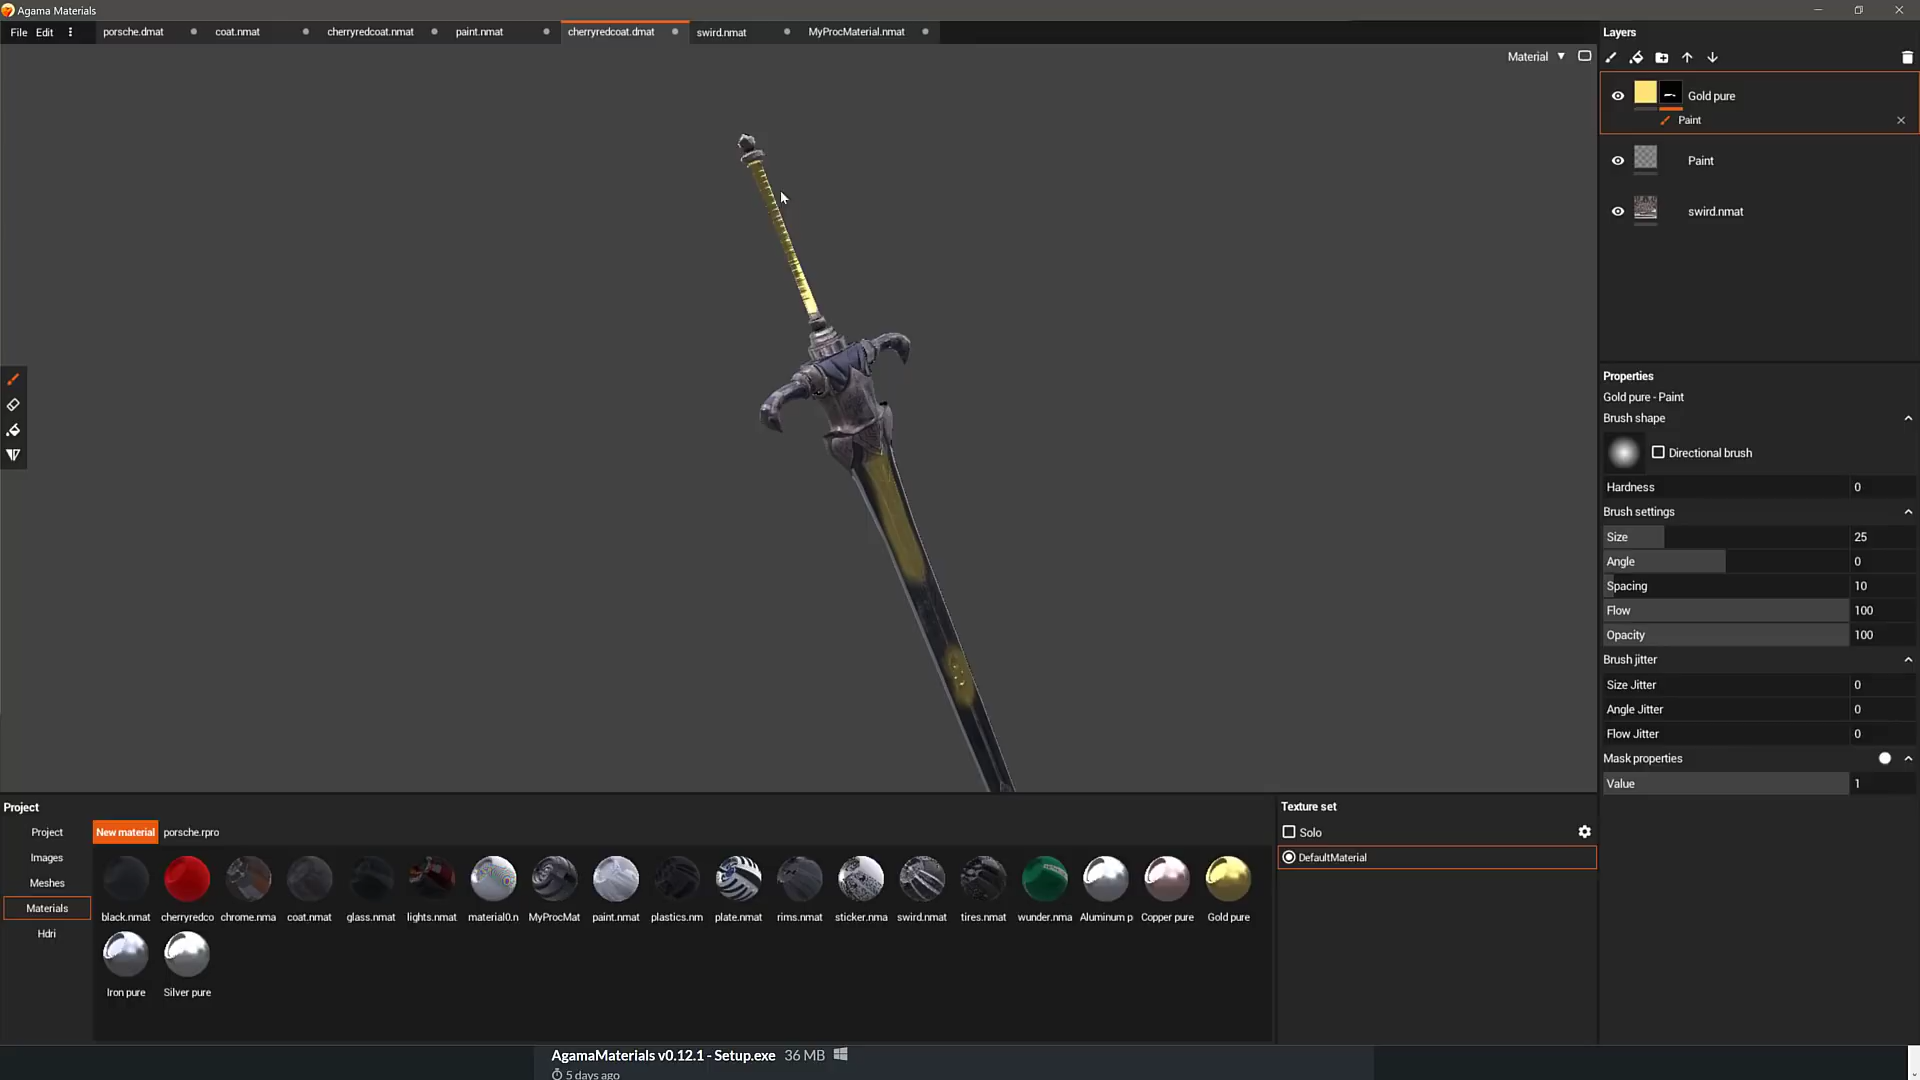 Agama Materials
File Edit porsche.dmat coat.nmat cherryredcoat.nmat paint.nmat cherryredcoat.dmat swird.nmat MyProcMaterial.nmat
Material
Layers
Gold pure
Paint
Paint
swird.nmat
Properties
Gold pure - Paint
Brush shape
Directional brush
Hardness 0
Brush settings
Size 25
Angle 0
Spacing 10
Flow 100
Opacity 100
Brush jitter
Size Jitter 0
Angle Jitter 0
Flow Jitter 0
Mask properties
Value 1
Project
Project
Images
Meshes
Materials
Hdri
New material porsche.rpro
black.nmat cherryredco chrome.nma coat.nmat glass.nmat lights.nmat material0.n MyProcMat paint.nmat plastics.nm plate.nmat rims.nmat sticker.nma swird.nmat tires.nmat wunder.nma Aluminum p Copper pure Gold pure
Iron pure Silver pure
Texture set
Solo
DefaultMaterial
AgamaMaterials v0.12.1 - Setup.exe 36 MB
5 days ago